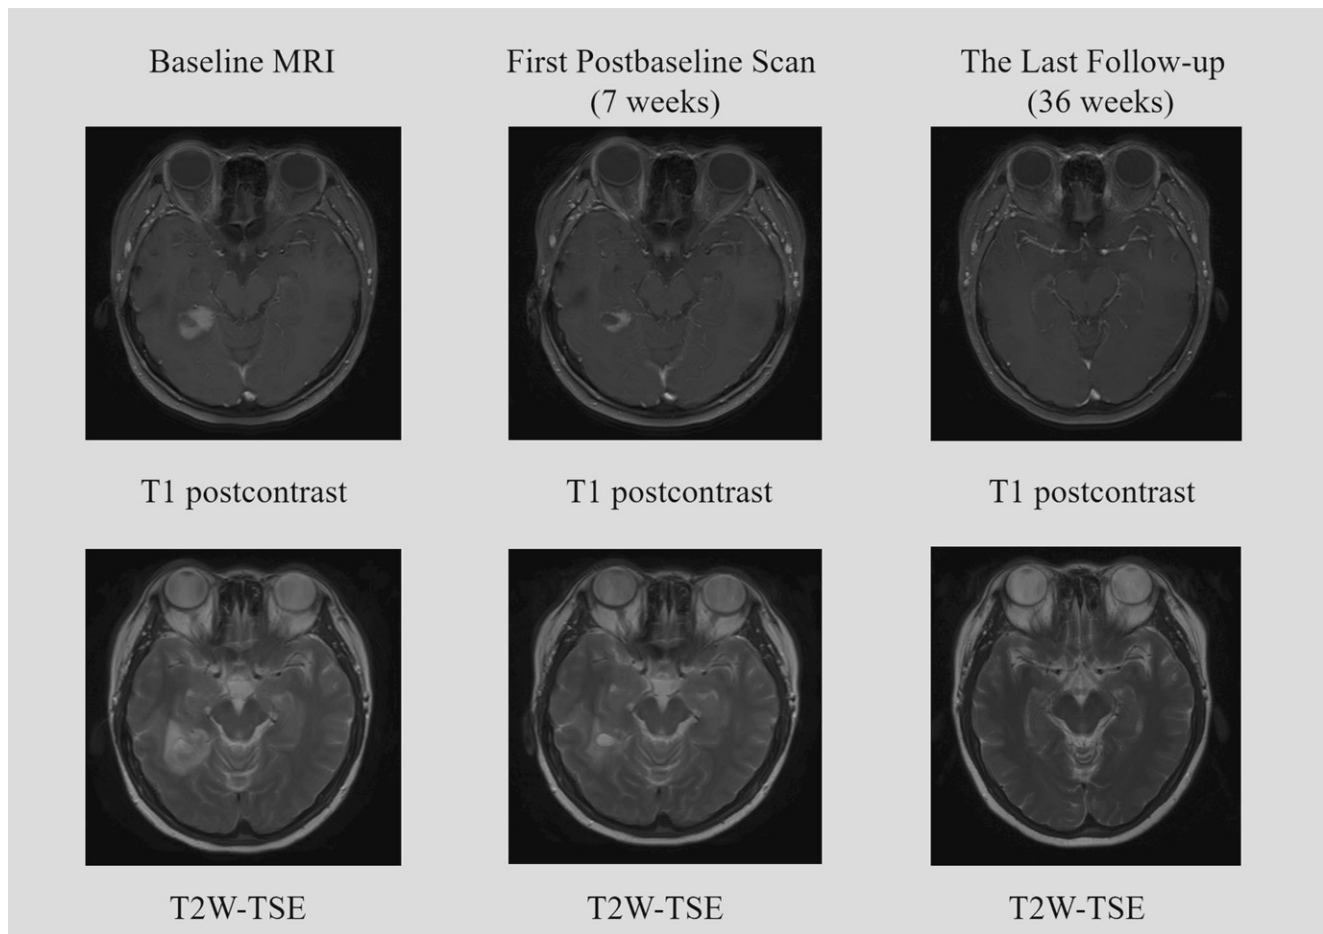 Baseline MRI
First Postbaseline Scan
(7 weeks)
The Last Follow-up
(36 weeks)
T1 postcontrast
T1 postcontrast
T1 postcontrast
T2W-TSE
T2W-TSE
T2W-TSE